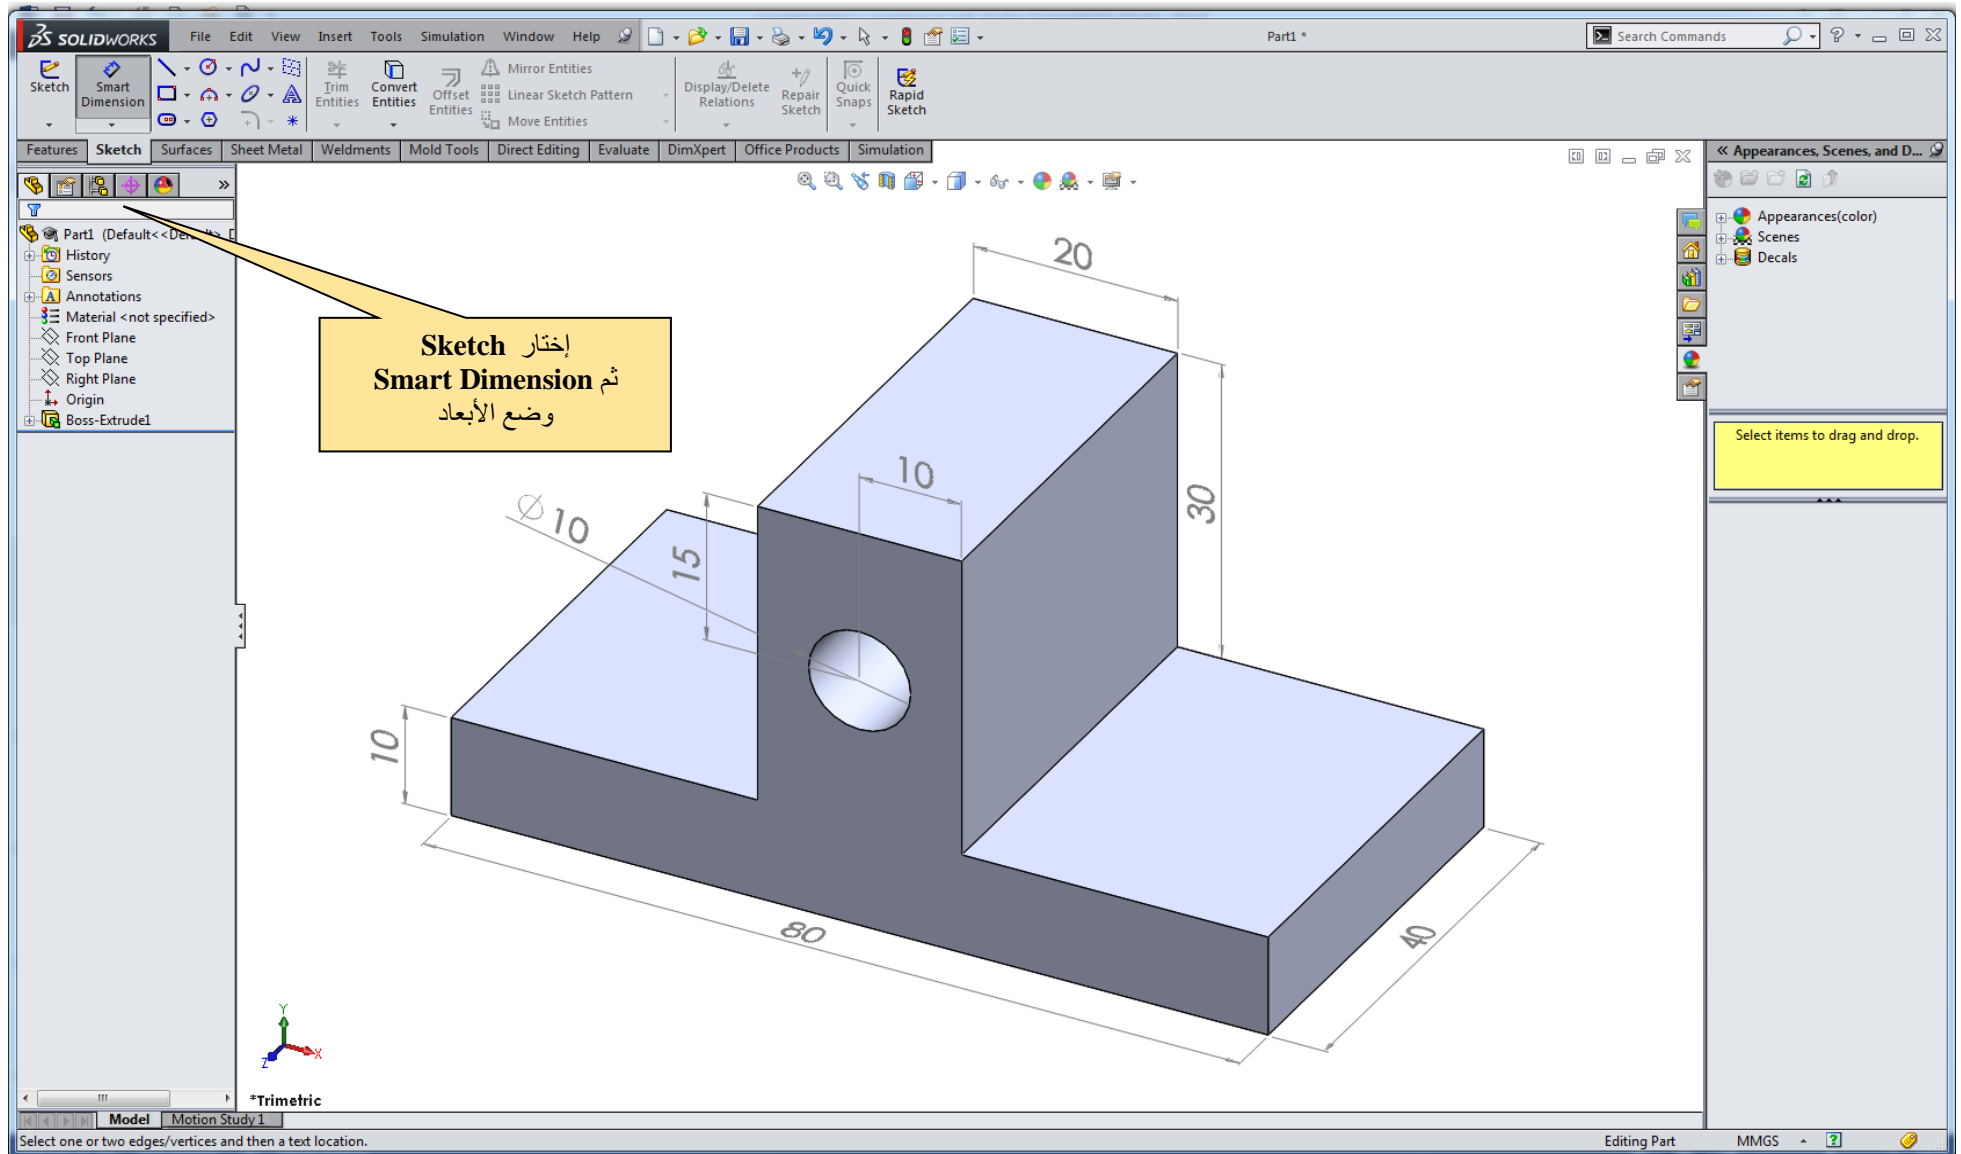 SOLIDWORKS File Edit View Insert Tools Simulation Window Help Part1 * Search Commands
Sketch Smart Dimension Trim Entities Convert Entities Offset Entities Mirror Entities Linear Sketch Pattern Move Entities Display/Delete Relations Repair Sketch Quick Snaps Rapid Sketch
Features Sketch Surfaces Sheet Metal Weldments Mold Tools Direct Editing Evaluate DimXpert Office Products Simulation
Appearances, Scenes, and D...
Part1 (Default<<Default>
History
Sensors
Annotations
Material <not specified>
Front Plane
Top Plane
Right Plane
Origin
Boss-Extrude1
إختار Sketch
ثم Smart Dimension
وضع الأبعاد
20
10
30
Ø10
15
10
80
40
Y
X
Z
*Trimetric
Appearances(color)
Scenes
Decals
Select items to drag and drop.
Model Motion Study 1
Select one or two edges/vertices and then a text location.
Editing Part MMGS